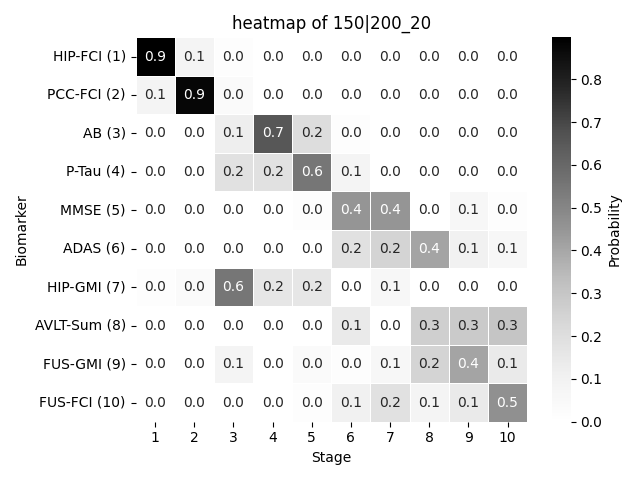 heatmap of 150|200_20
HIP-FCI (1) 0.9 0.1 0.0 0.0 0.0 0.0 0.0 0.0 0.0 0.0
PCC-FCI (2) 0.1 0.9 0.0 0.0 0.0 0.0 0.0 0.0 0.0 0.0
AB (3) 0.0 0.0 0.1 0.7 0.2 0.0 0.0 0.0 0.0 0.0
P-Tau (4) 0.0 0.0 0.2 0.2 0.6 0.1 0.0 0.0 0.0 0.0
MMSE (5) 0.0 0.0 0.0 0.0 0.0 0.4 0.4 0.0 0.1 0.0
ADAS (6) 0.0 0.0 0.0 0.0 0.0 0.2 0.2 0.4 0.1 0.1
HIP-GMI (7) 0.0 0.0 0.6 0.2 0.2 0.0 0.1 0.0 0.0 0.0
AVLT-Sum (8) 0.0 0.0 0.0 0.0 0.0 0.1 0.0 0.3 0.3 0.3
FUS-GMI (9) 0.0 0.0 0.1 0.0 0.0 0.0 0.1 0.2 0.4 0.1
FUS-FCI (10) 0.0 0.0 0.0 0.0 0.0 0.1 0.2 0.1 0.1 0.5
1 2 3 4 5 6 7 8 9 10
Stage
Biomarker
0.8
0.7
0.6
0.5
0.4
0.3
0.2
0.1
0.0
Probability